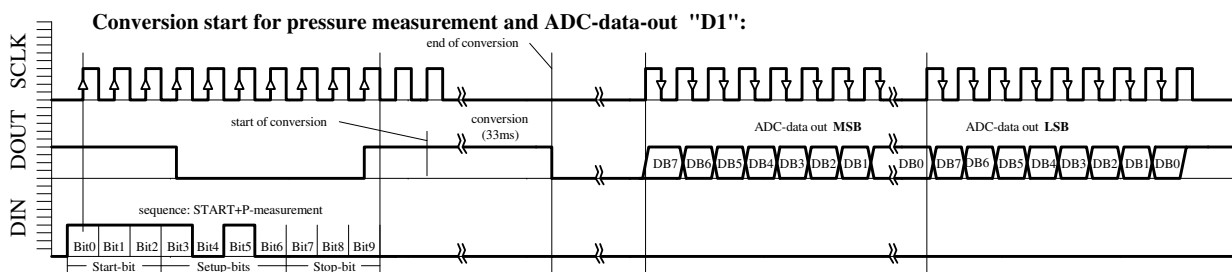 Conversion start for pressure measurement and ADC-data-out "D1":
end of conversion
SCLK
start of conversion
conversion
(33ms)
ADC-data out MSB
ADC-data out LSB
DOUT
DB7 DB6 DB5 DB4 DB3 DB2 DB1 DB0 DB7 DB6 DB5 DB4 DB3 DB2 DB1 DB0
sequence: START+P-measurement
DIN
Bit0 Bit1 Bit2 Bit3 Bit4 Bit5 Bit6 Bit7 Bit8 Bit9
Start-bit Setup-bits Stop-bit